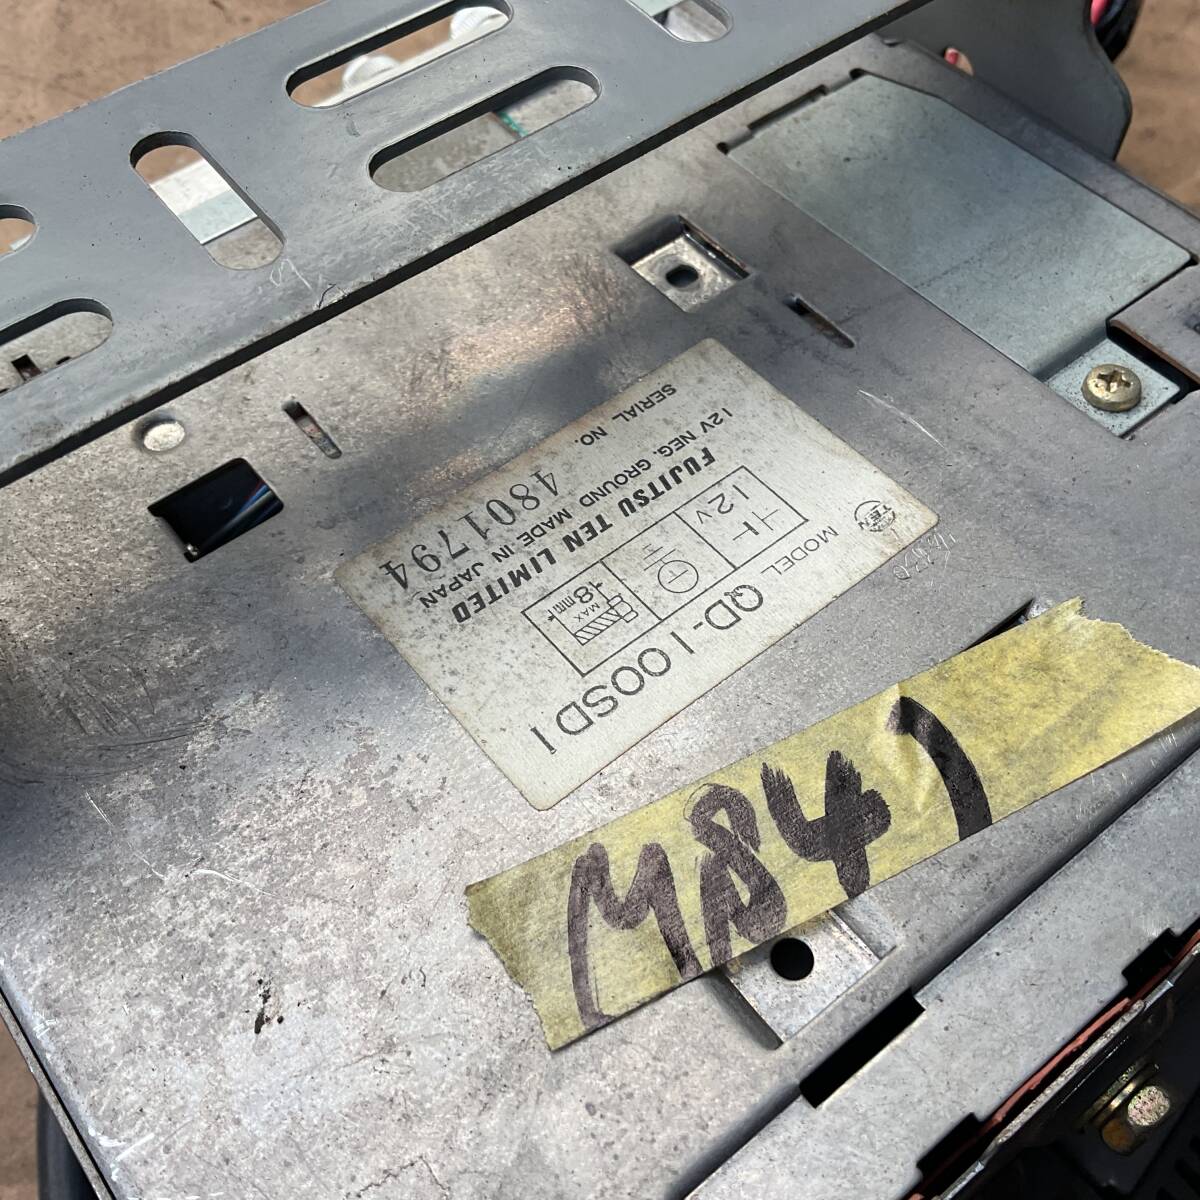 MODEL QD-100SD1
12V
MAX
8mm
FUJITSU TEN LIMITED
12V NEG. GROUND MADE IN JAPAN
SERIAL NO. 4801794
TEN
M841